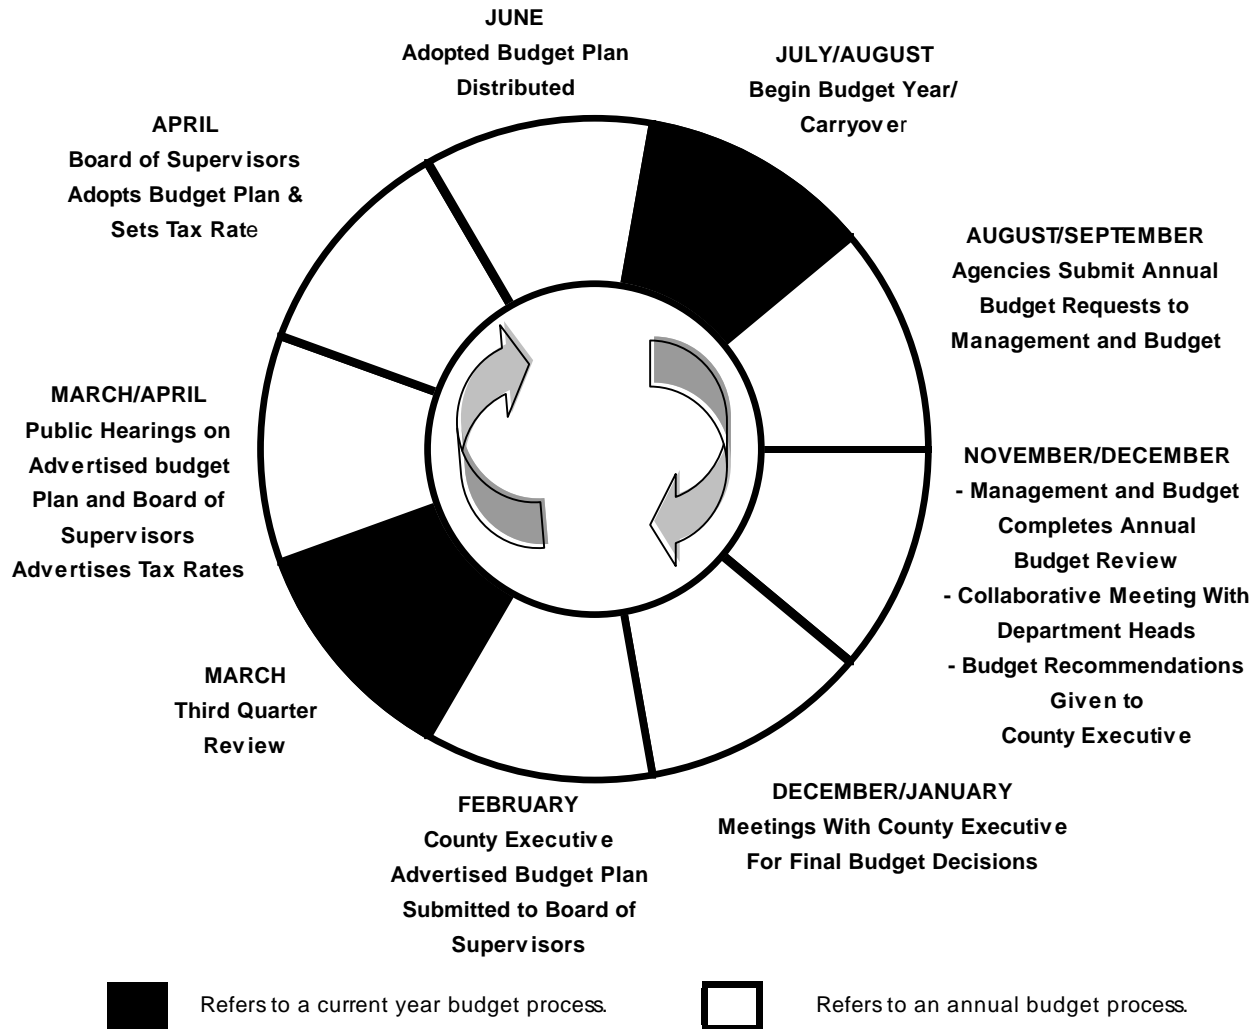 JUNE
Adopted Budget Plan
Distributed
JULY/AUGUST
Begin Budget Year/
Carryover
AUGUST/SEPTEMBER
Agencies Submit Annual
Budget Requests to
Management and Budget
NOVEMBER/DECEMBER
- Management and Budget
Completes Annual
Budget Review
- Collaborative Meeting With
Department Heads
- Budget Recommendations
Given to
County Executive
DECEMBER/JANUARY
Meetings With County Executive
For Final Budget Decisions
FEBRUARY
County Executive
Advertised Budget Plan
Submitted to Board of
Supervisors
MARCH
Third Quarter
Review
MARCH/APRIL
Public Hearings on
Advertised budget
Plan and Board of
Supervisors
Advertises Tax Rates
APRIL
Board of Supervisors
Adopts Budget Plan &
Sets Tax Rate
Refers to a current year budget process.
Refers to an annual budget process.